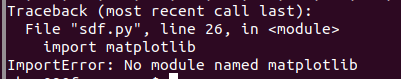 Traceback (most recent call last):
  File "sdf.py", line 26, in <module>
    import matplotlib
ImportError: No module named matplotlib